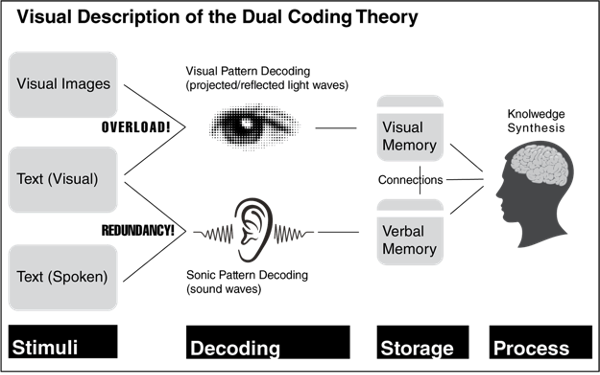 Visual Description of the Dual Coding Theory
Visual Images
OVERLOAD!
Text (Visual)
REDUNDANCY!
Text (Spoken)
Visual Pattern Decoding
(projected/reflected light waves)
Sonic Pattern Decoding
(sound waves)
Visual
Memory
Connections
Verbal
Memory
Knolwedge
Synthesis
Stimuli
Decoding
Storage
Process